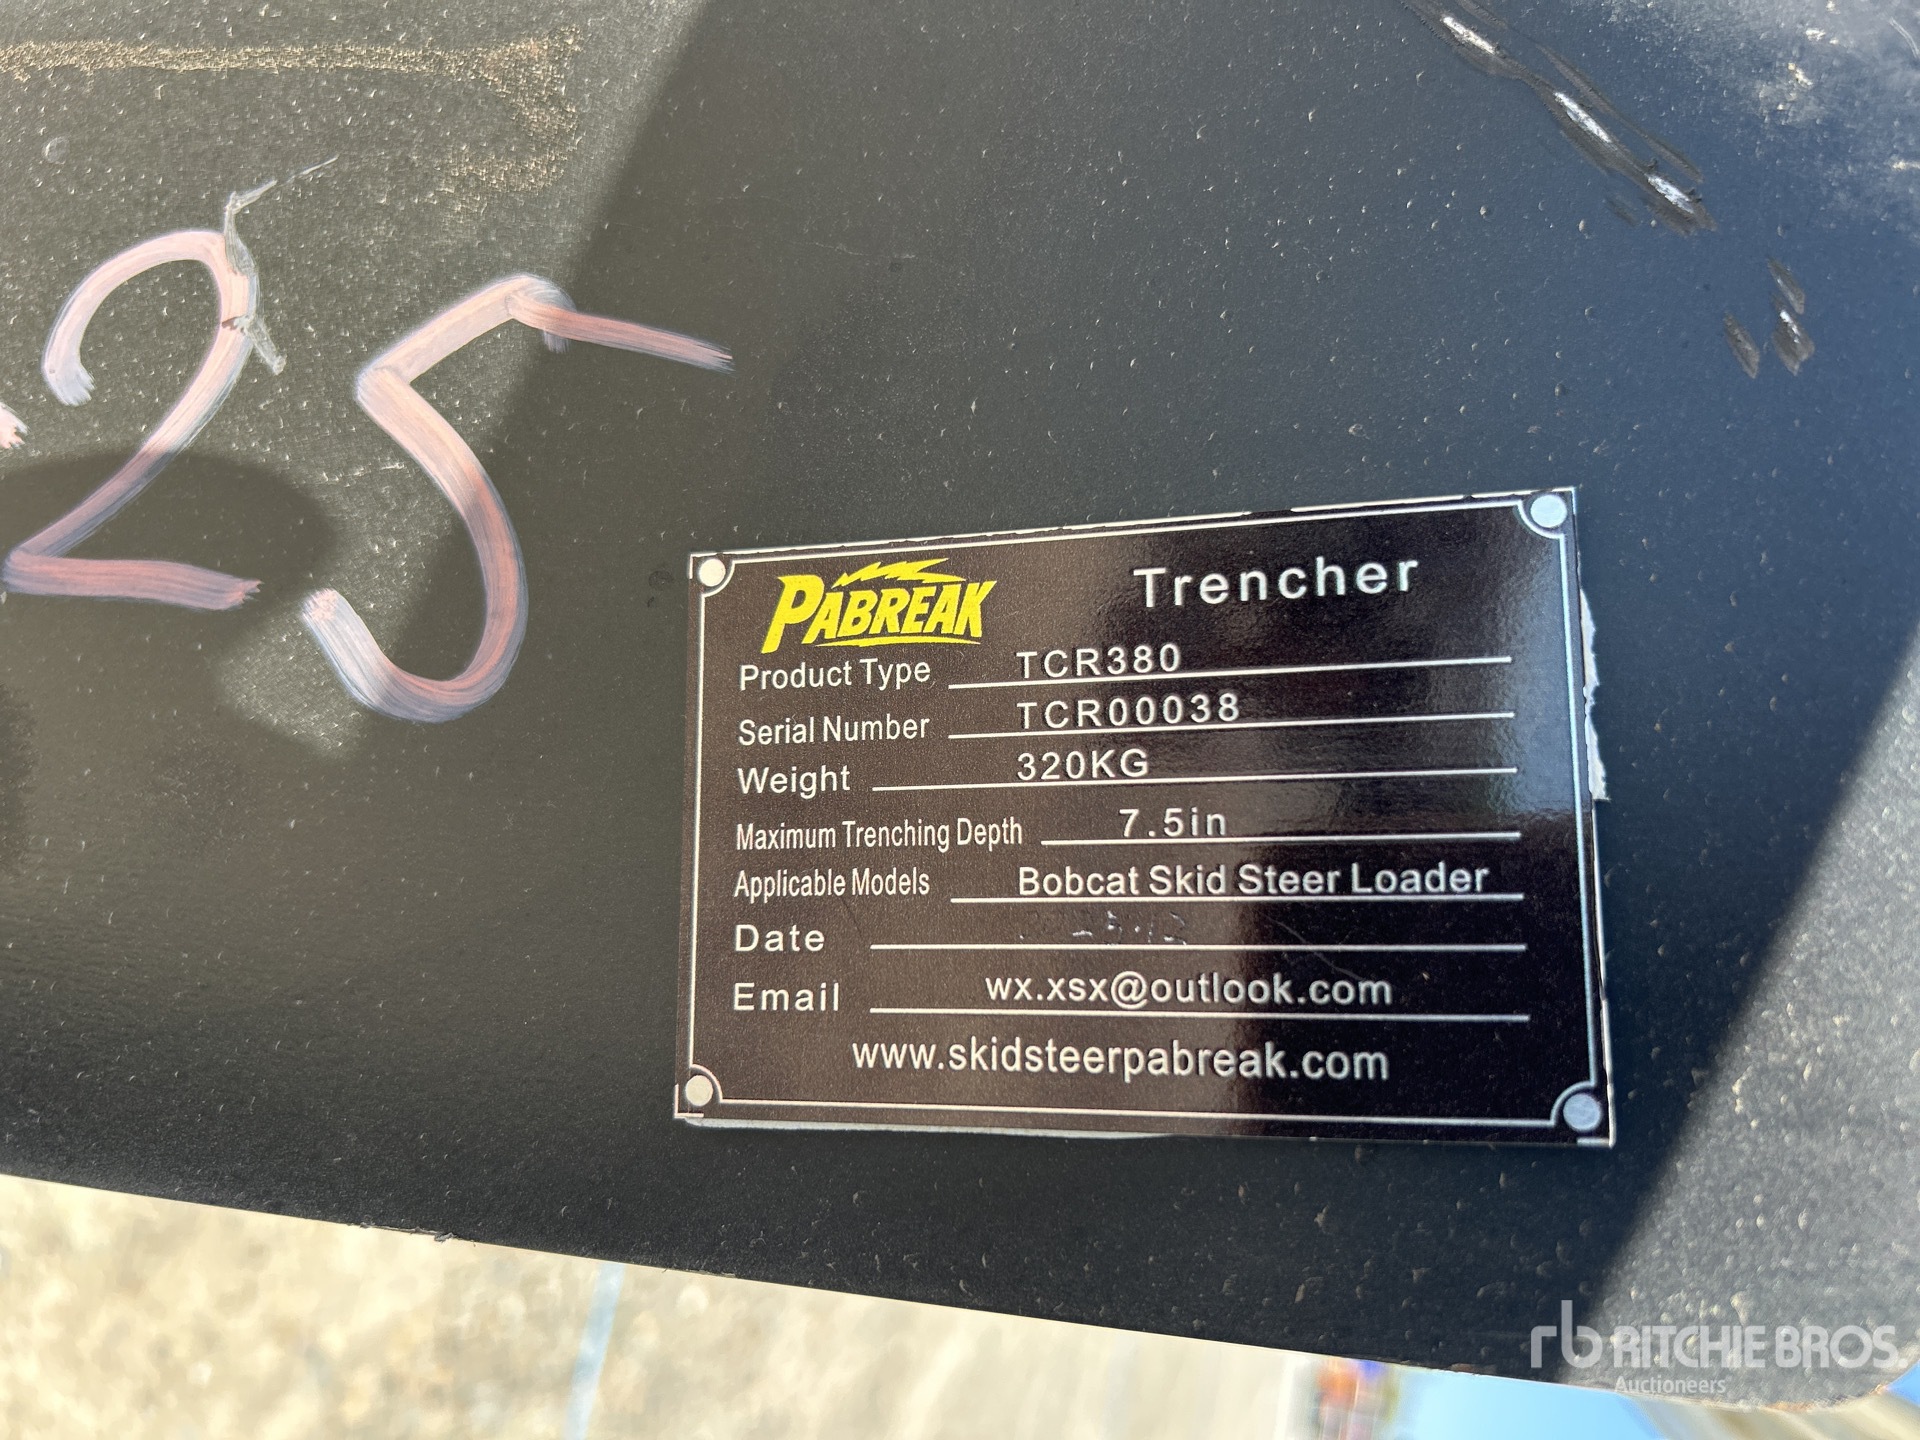 25
PABREAK
Trencher
Product Type TCR380
Serial Number TCR00038
Weight 320KG
Maximum Trenching Depth 7.5in
Applicable Models Bobcat Skid Steer Loader
Date
Email wx.xsx@outlook.com
www.skidsteerpabreak.com
rb RITCHIE BROS.
Auctioneers